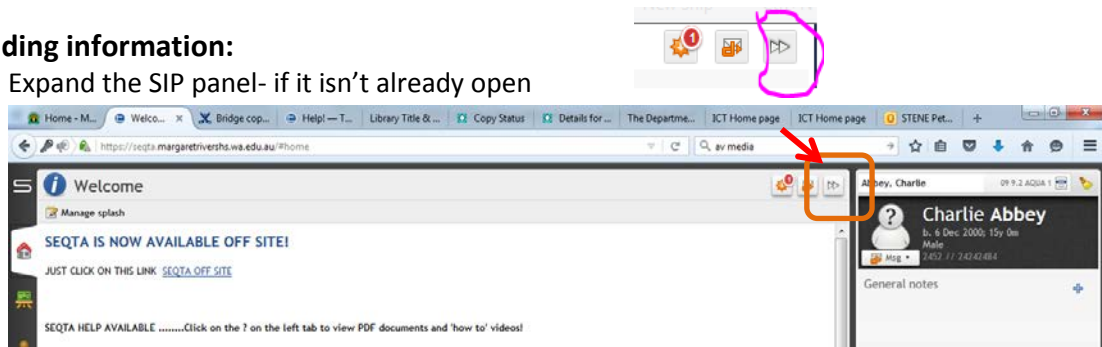 ding information:
Expand the SIP panel- if it isn't already open
1
Home - M... Welco... x Bridge cop... Help! — T... Library Title & ... Copy Status Details for ... The Departme... ICT Home page ICT Home page STENE Pet... +
https://seqta.margaretrivershs.wa.edu.au/#home av media
Welcome
Abbey, Charlie 09 9.2 AQUA 1
Manage splash
Charlie Abbey
b. 6 Dec 2000; 15y 0m
Male
Msg 2452 // 24242484
SEQTA IS NOW AVAILABLE OFF SITE!
JUST CLICK ON THIS LINK SEQTA OFF SITE
General notes
SEQTA HELP AVAILABLE ........Click on the ? on the left tab to view PDF documents and 'how to' videos!